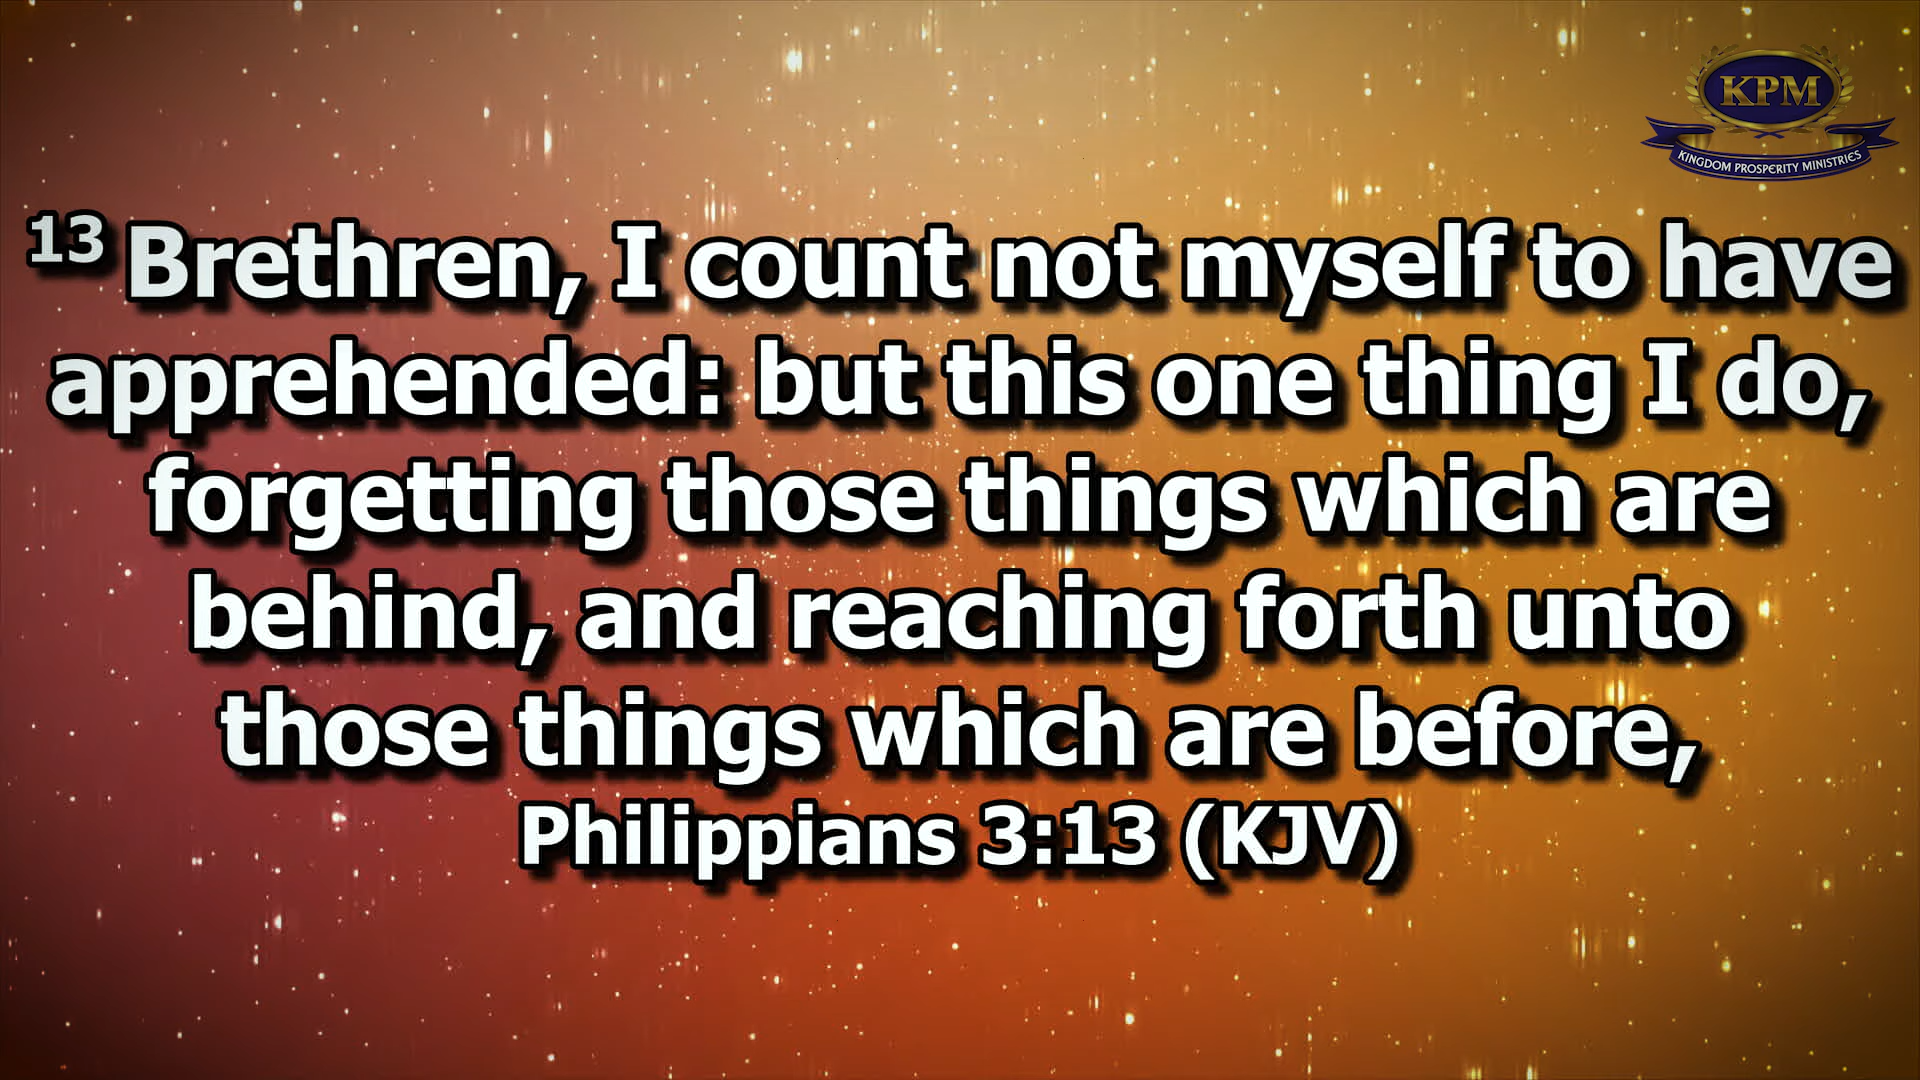 KPM
KINGDOM PROSPERITY MINISTRIES
13 Brethren, I count not myself to have
apprehended: but this one thing I do,
forgetting those things which are
behind, and reaching forth unto
those things which are before,
Philippians 3:13 (KJV)